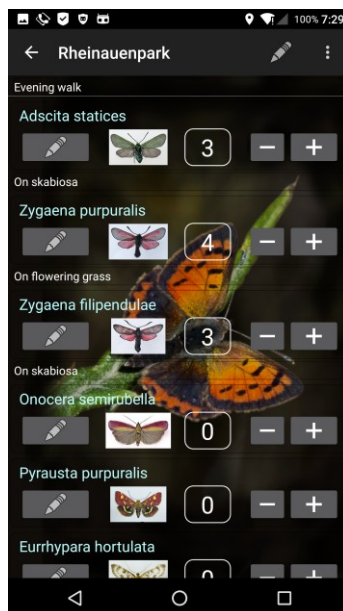 100% 7:29
Rheinauenpark
Evening walk
Adscita statices
3
On skabiosa
Zygaena purpuralis
4
On flowering grass
Zygaena filipendulae
3
On skabiosa
Onocera semirubella
0
Pyrausta purpuralis
0
Eurrhypara hortulata
0